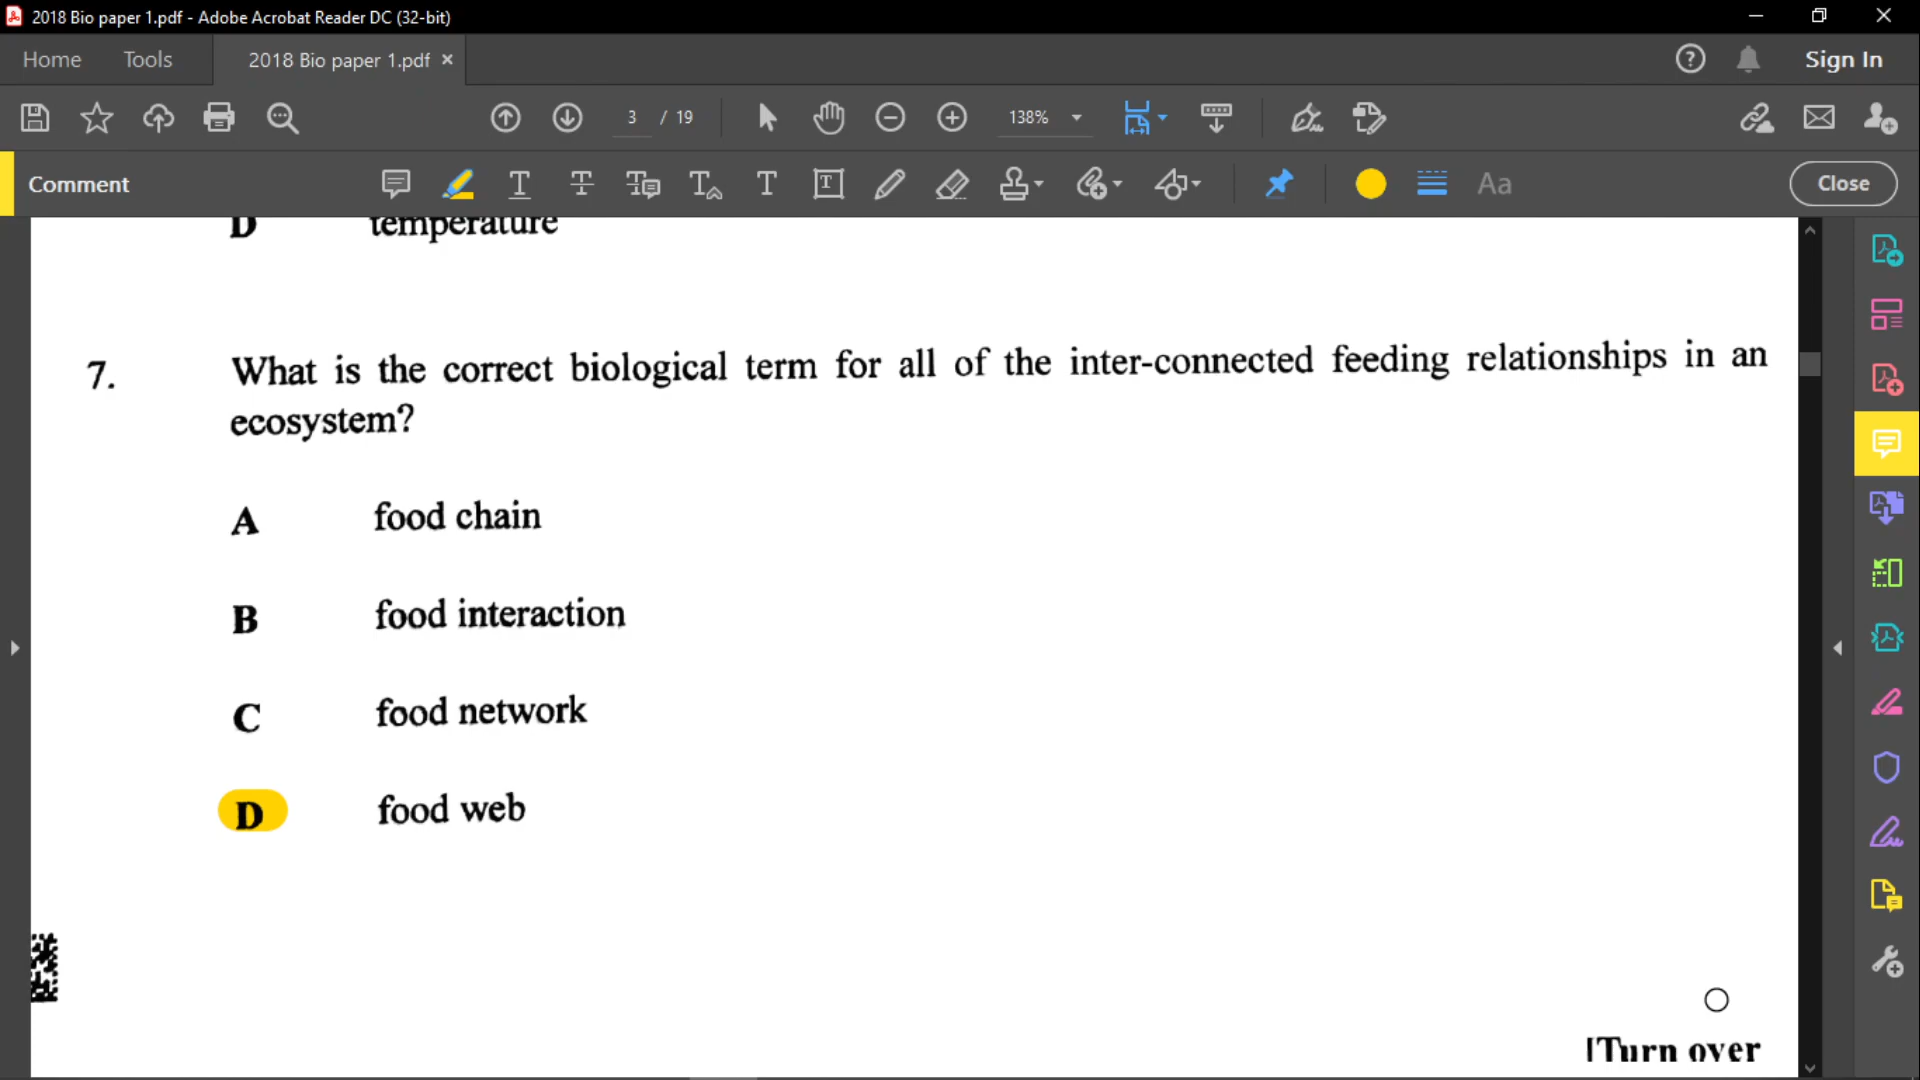 2018 Bio paper 1.pdf - Adobe Acrobat Reader DC (32-bit)
Home Tools 2018 Bio paper 1.pdf × Sign In
3 / 19 138%
Comment Aa Close
D temperature
7. What is the correct biological term for all of the inter-connected feeding relationships in an
ecosystem?
A food chain
B food interaction
C food network
D food web
[Turn over